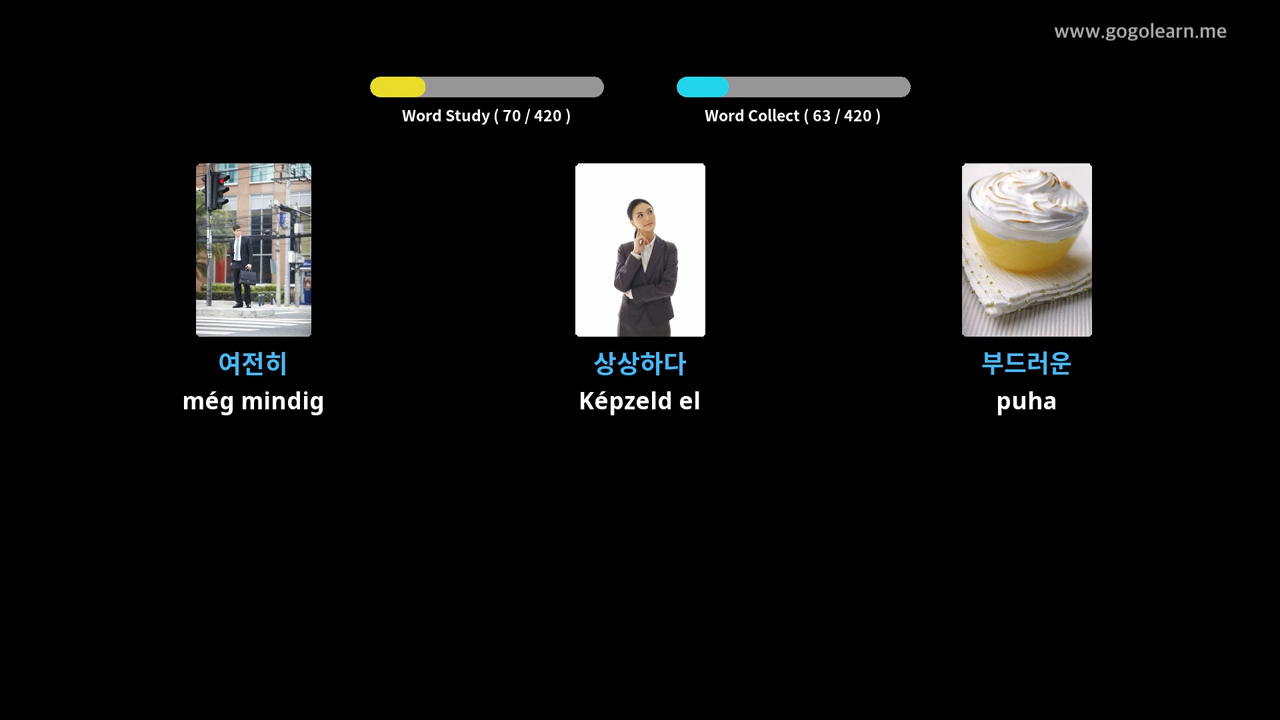 www.gogolearn.me
Word Study ( 70 / 420 )
Word Collect ( 63 / 420 )
여전히
még mindig
상상하다
Képzeld el
부드러운
puha